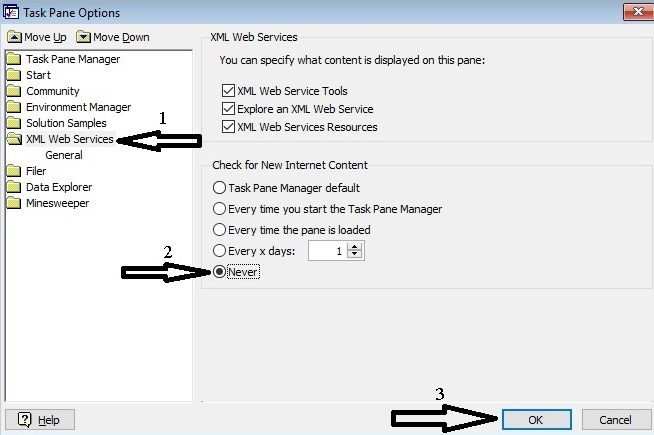 Task Pane Options
Move Up Move Down
Task Pane Manager
Start
Community
Environment Manager
Solution Samples
XML Web Services
General
Filer
Data Explorer
Minesweeper
1
XML Web Services
You can specify what content is displayed on this pane:
XML Web Service Tools
Explore an XML Web Service
XML Web Services Resources
Check for New Internet Content
Task Pane Manager default
Every time you start the Task Pane Manager
Every time the pane is loaded
Every x days: 1
2
Never
3
Help
OK Cancel